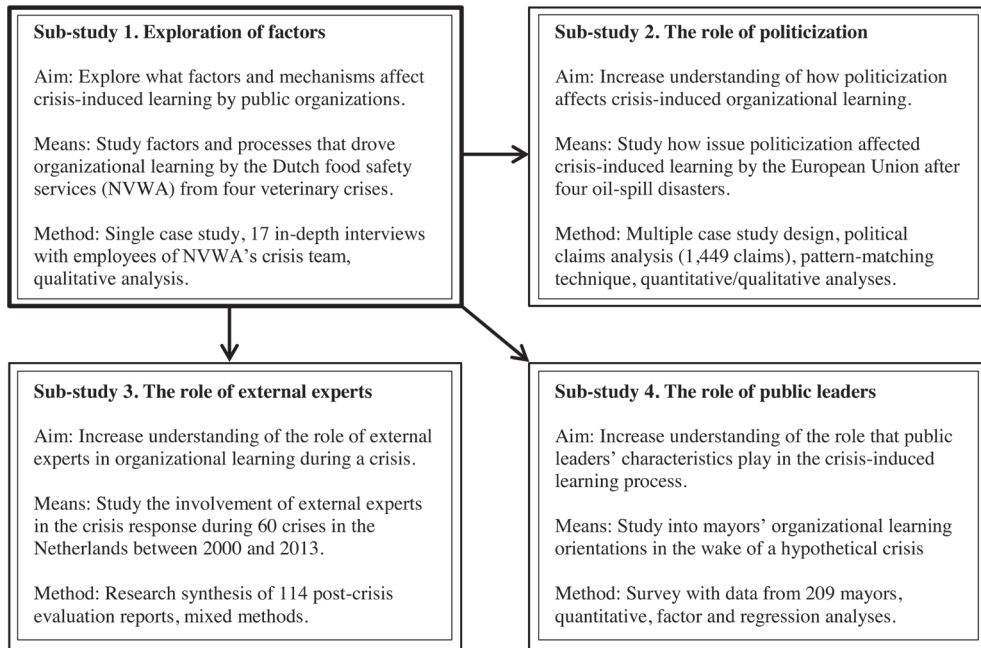 Sub-study 1. Exploration of factors
Aim: Explore what factors and mechanisms affect
crisis-induced learning by public organizations.
Means: Study factors and processes that drove
organizational learning by the Dutch food safety
services (NVWA) from four veterinary crises.
Method: Single case study, 17 in-depth interviews
with employees of NVWA's crisis team,
qualitative analysis.
Sub-study 2. The role of politicization
Aim: Increase understanding of how politicization
affects crisis-induced organizational learning.
Means: Study how issue politicization affected
crisis-induced learning by the European Union after
four oil-spill disasters.
Method: Multiple case study design, political
claims analysis (1,449 claims), pattern-matching
technique, quantitative/qualitative analyses.
Sub-study 3. The role of external experts
Aim: Increase understanding of the role of external
experts in organizational learning during a crisis.
Means: Study the involvement of external experts
in the crisis response during 60 crises in the
Netherlands between 2000 and 2013.
Method: Research synthesis of 114 post-crisis
evaluation reports, mixed methods.
Sub-study 4. The role of public leaders
Aim: Increase understanding of the role that public
leaders' characteristics play in the crisis-induced
learning process.
Means: Study into mayors' organizational learning
orientations in the wake of a hypothetical crisis
Method: Survey with data from 209 mayors,
quantitative, factor and regression analyses.